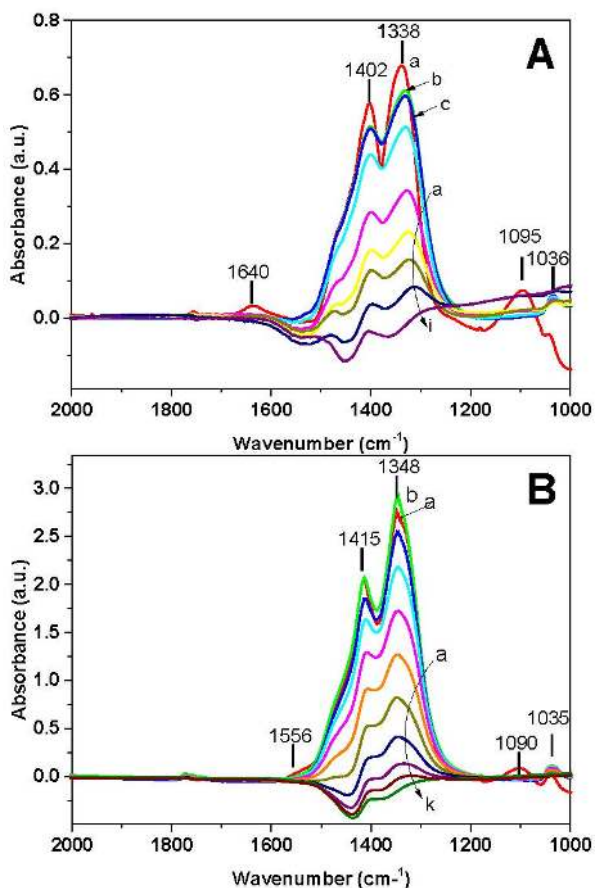 A
1338
1402
a
b
c
a
1640
1095
1036
i
0.8
0.6
0.4
0.2
0.0
Absorbance (a.u.)
2000 1800 1600 1400 1200 1000
Wavenumber (cm-1)
B
1348
b
a
1415
a
1556
1090
1035
k
3.0
2.5
2.0
1.5
1.0
0.5
0.0
Absorbance (a.u.)
2000 1800 1600 1400 1200 1000
Wavenumber (cm-1)